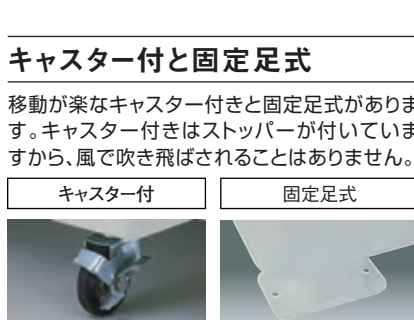 キャスター付と固定足式
移動が楽なキャスター付きと固定足式がありま
す。キャスター付きはストッパーが付いていま
すから、風で吹き飛ばされることはありません。
キャスター付
固定足式